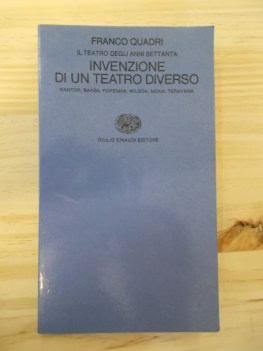 FRANCO QUADRI
IL TEATRO DEGLI ANNI SETTANTA
INVENZIONE
DI UN TEATRO DIVERSO
KANTOR, BARBA, FOREMAN, WILSON, MONK, TERAYAMA
GIULIO EINAUDI EDITORE